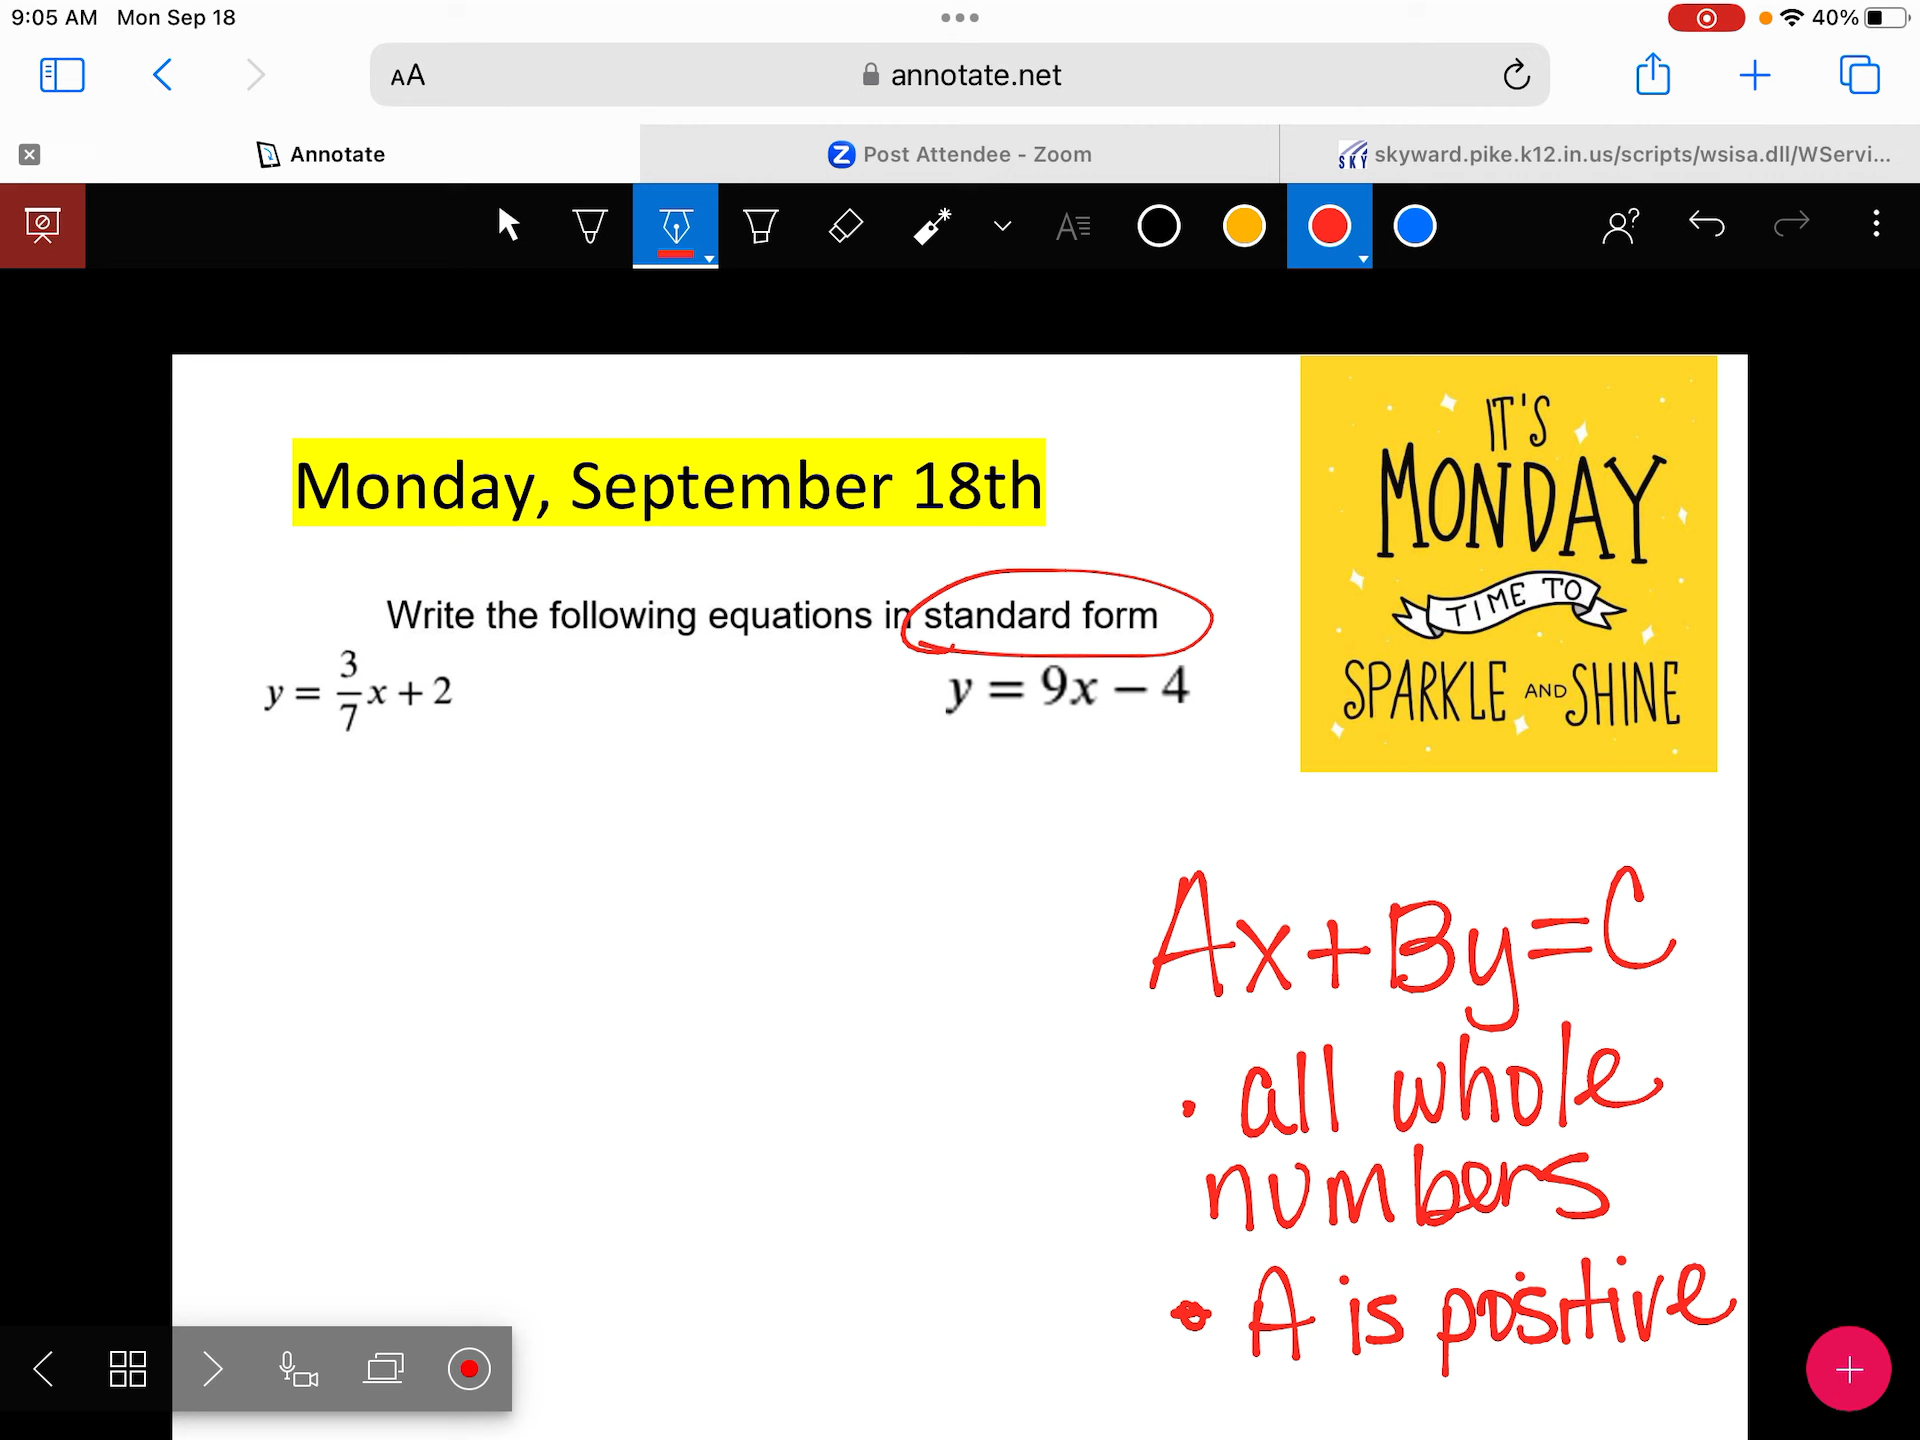 9:05 AM Mon Sep 18
40%
AA annotate.net
Annotate
Post Attendee - Zoom
SKY skyward.pike.k12.in.us/scripts/wsisa.dll/WServi...
Monday, September 18th
IT'S
MONDAY
TIME TO
SPARKLE AND SHINE
Write the following equations in standard form
y = 3/7 x + 2
y = 9x − 4
Ax+By=C
• all whole
numbers
• A is positive